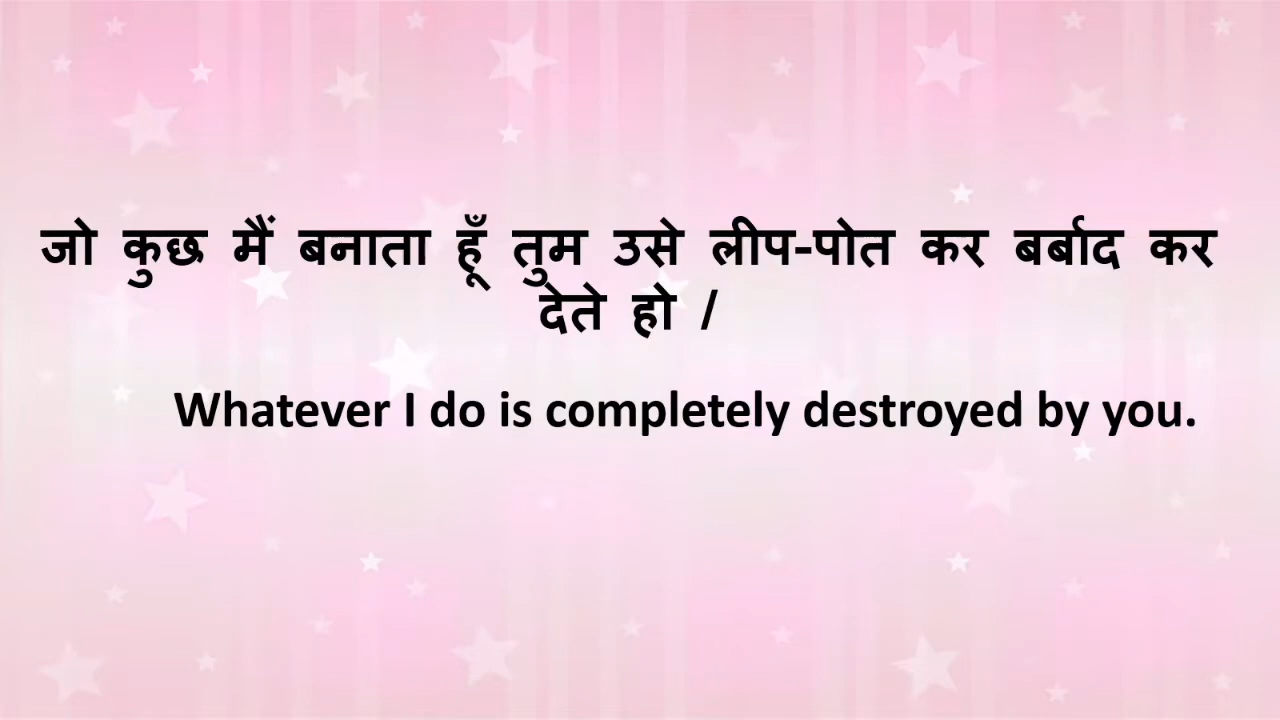 जो कुछ मैं बनाता हूँ तुम उसे लीप-पोत कर बर्बाद कर
देते हो /
Whatever I do is completely destroyed by you.